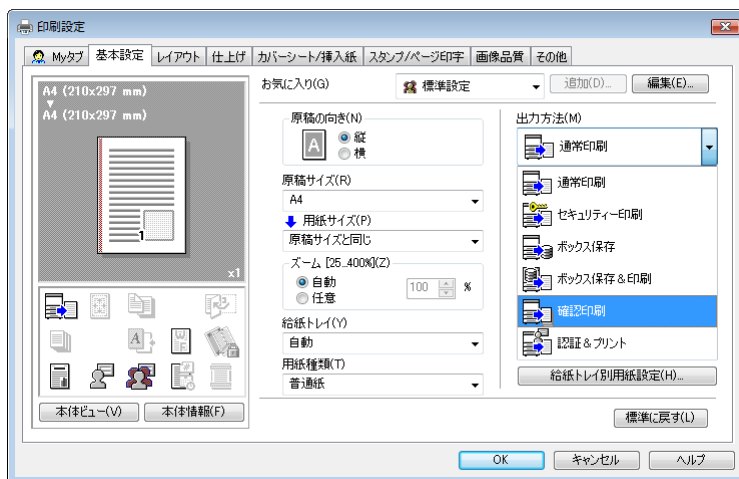 印刷設定
Myタブ 基本設定 レイアウト 仕上げ カバーシート/挿入紙 スタンプ/ページ印字 画像品質 その他
A4 (210x297 mm)
A4 (210x297 mm)
1
x1
本体ビュー(V) 本体情報(F)
お気に入り(G) 標準設定 追加(D)... 編集(E)...
原稿の向き(N)
A
縦
横
原稿サイズ(R)
A4
用紙サイズ(P)
原稿サイズと同じ
ズーム [25..400%](Z)
自動
任意
100 %
給紙トレイ(Y)
自動
用紙種類(T)
普通紙
出力方法(M)
通常印刷
通常印刷
セキュリティー印刷
ボックス保存
ボックス保存&印刷
確認印刷
認証&プリント
給紙トレイ別用紙設定(H)...
標準に戻す(L)
OK キャンセル ヘルプ